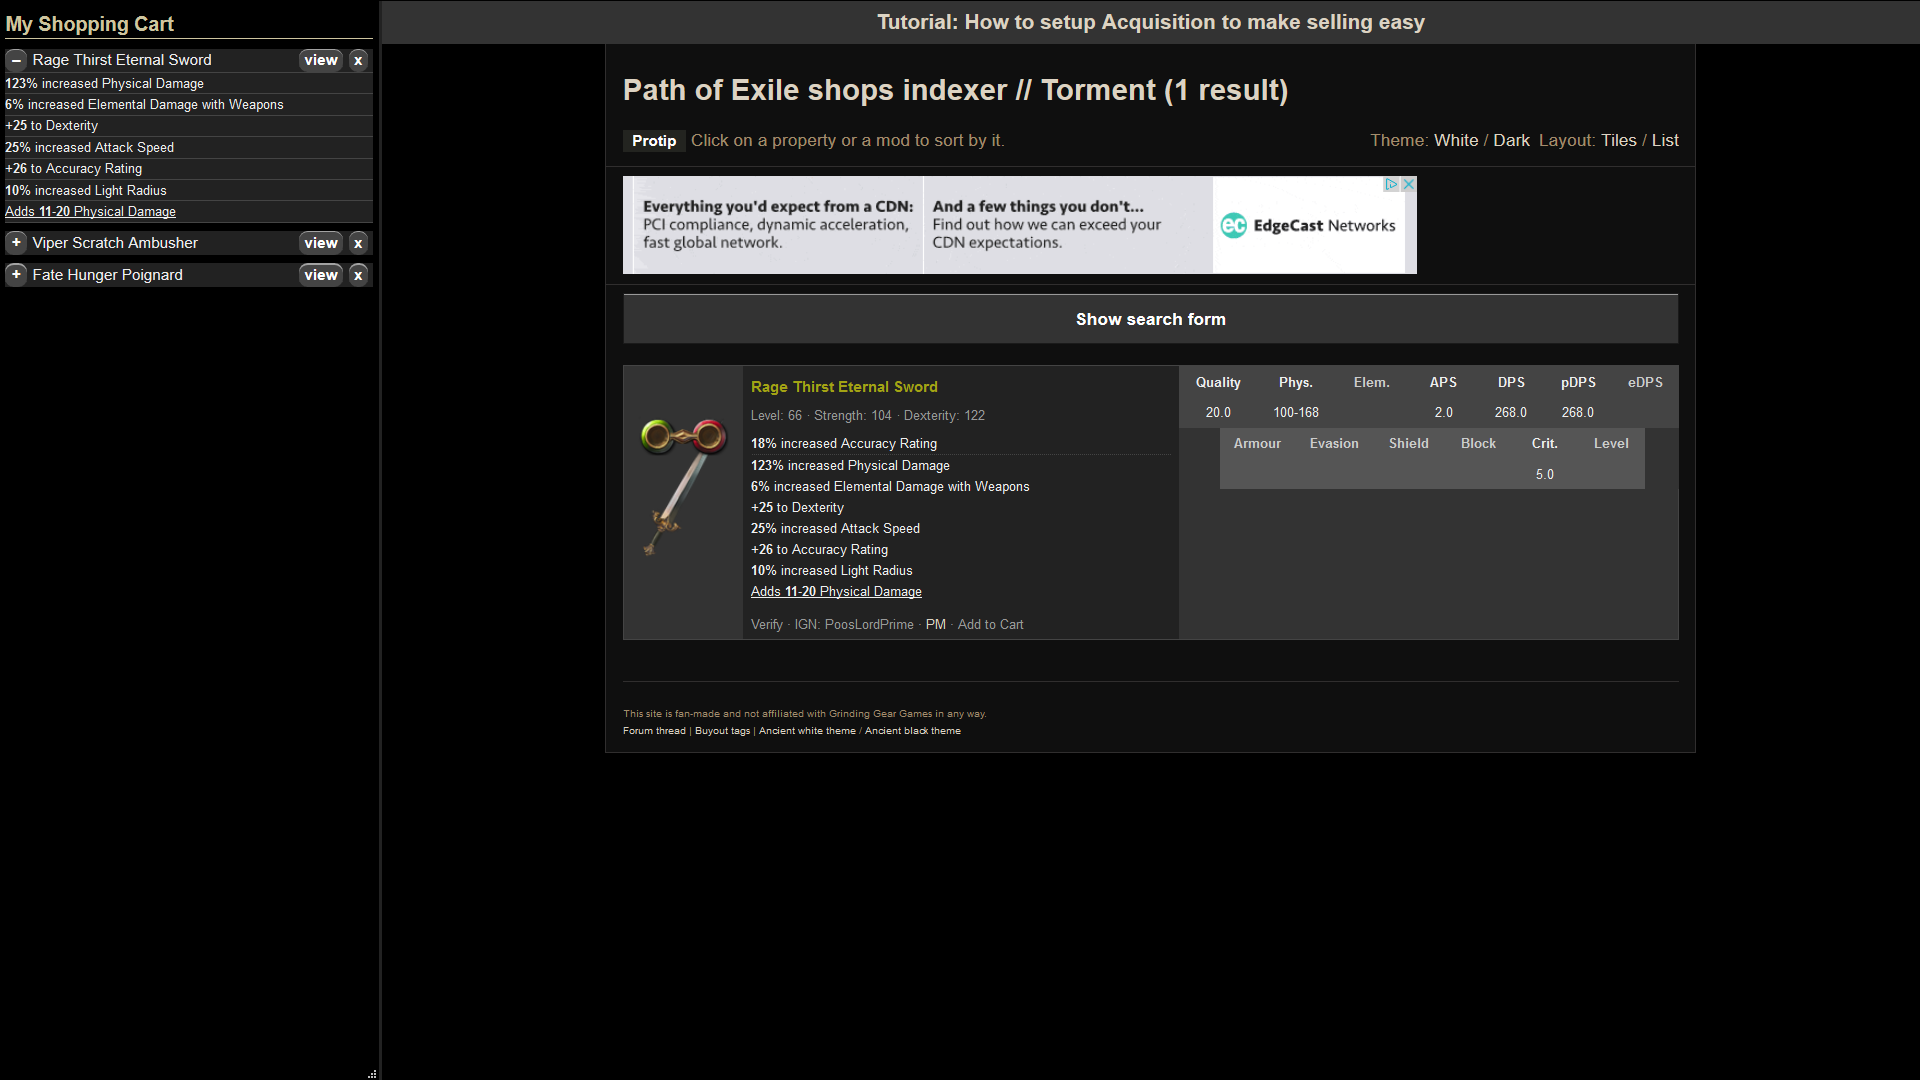 My Shopping Cart
− Rage Thirst Eternal Sword view x
123% increased Physical Damage
6% increased Elemental Damage with Weapons
+25 to Dexterity
25% increased Attack Speed
+26 to Accuracy Rating
10% increased Light Radius
Adds 11-20 Physical Damage
+ Viper Scratch Ambusher view x
+ Fate Hunger Poignard view x
Tutorial: How to setup Acquisition to make selling easy
Path of Exile shops indexer // Torment (1 result)
Protip Click on a property or a mod to sort by it.
Theme: White / Dark Layout: Tiles / List
Everything you'd expect from a CDN:
PCI compliance, dynamic acceleration,
fast global network.
And a few things you don't...
Find out how we can exceed your
CDN expectations.
ec EdgeCast Networks
Show search form
Rage Thirst Eternal Sword
Level: 66 · Strength: 104 · Dexterity: 122
18% increased Accuracy Rating
123% increased Physical Damage
6% increased Elemental Damage with Weapons
+25 to Dexterity
25% increased Attack Speed
+26 to Accuracy Rating
10% increased Light Radius
Adds 11-20 Physical Damage
Verify · IGN: PoosLordPrime · PM · Add to Cart
Quality Phys. Elem. APS DPS pDPS eDPS
20.0 100-168 2.0 268.0 268.0
Armour Evasion Shield Block Crit. Level
5.0
This site is fan-made and not affiliated with Grinding Gear Games in any way.
Forum thread | Buyout tags | Ancient white theme / Ancient black theme